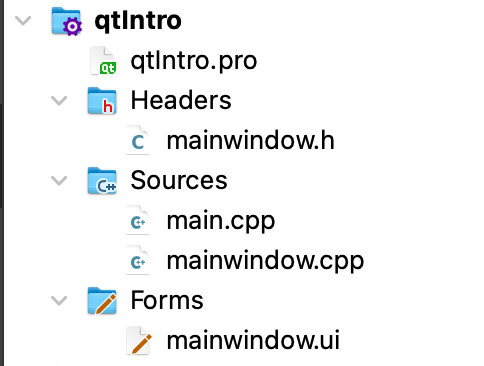 qtIntro
qtIntro.pro
Headers
mainwindow.h
Sources
main.cpp
mainwindow.cpp
Forms
mainwindow.ui